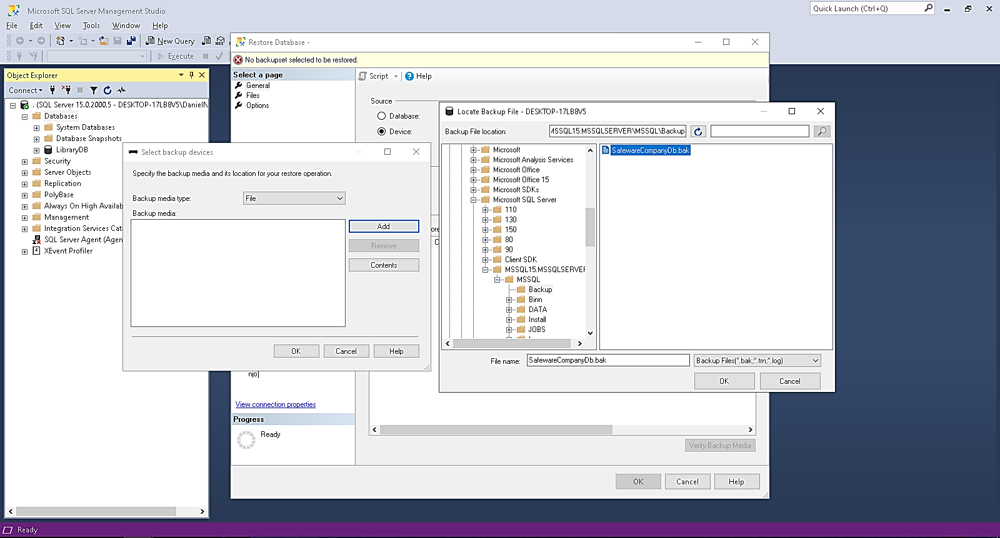 Microsoft SQL Server Management Studio
Quick Launch (Ctrl+Q)
File Edit View Tools Window Help
New Query
MDX
Execute
Object Explorer
Connect
. (SQL Server 15.0.2000.5 - DESKTOP-17LB8V5\DanielN
Databases
System Databases
Database Snapshots
LibraryDB
Security
Server Objects
Replication
PolyBase
Always On High Availab
Management
Integration Services Cat
SQL Server Agent (Agen
XEvent Profiler
Restore Database -
No backupset selected to be restored.
Select a page
General
Files
Options
Script
Help
Source
Database:
Device:
Select backup devices
Specify the backup media and its location for your restore operation.
Backup media type:
File
Backup media:
Add
Remove
Contents
OK
Cancel
Help
ore
C
Locate Backup File - DESKTOP-17LB8V5
Backup File location:
MSSQL15.MSSQLSERVER\MSSQL\Backup
Microsoft
Microsoft Analysis Services
Microsoft Office
Microsoft Office 15
Microsoft SDKs
Microsoft SQL Server
110
130
150
80
90
Client SDK
MSSQL15.MSSQLSERVER
MSSQL
Backup
Binn
DATA
Install
JOBS
SafewareCompanyDb.bak
File name:
SafewareCompanyDb.bak
Backup Files(*.bak;*.trn;*.log)
OK
Cancel
njo]
View connection properties
Progress
Ready
Verify Backup Media
OK
Cancel
Help
Ready